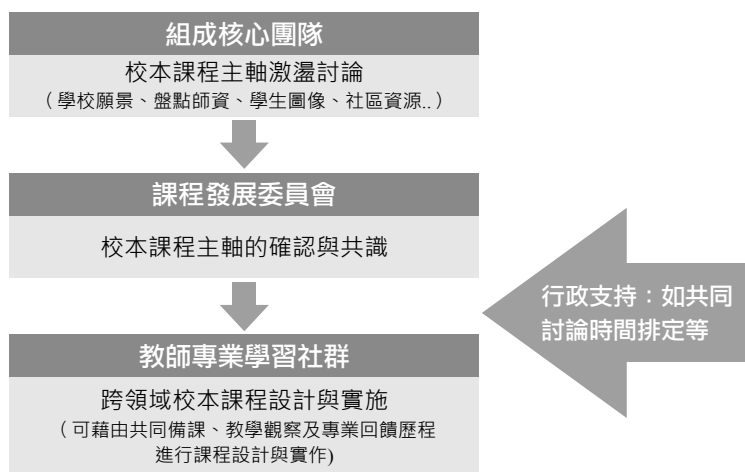 組成核心團隊
校本課程主軸激盪討論
（學校願景、盤點師資、學生圖像、社區資源..）
課程發展委員會
校本課程主軸的確認與共識
行政支持：如共同
討論時間排定等
教師專業學習社群
跨領域校本課程設計與實施
（可藉由共同備課、教學觀察及專業回饋歷程
進行課程設計與實作)